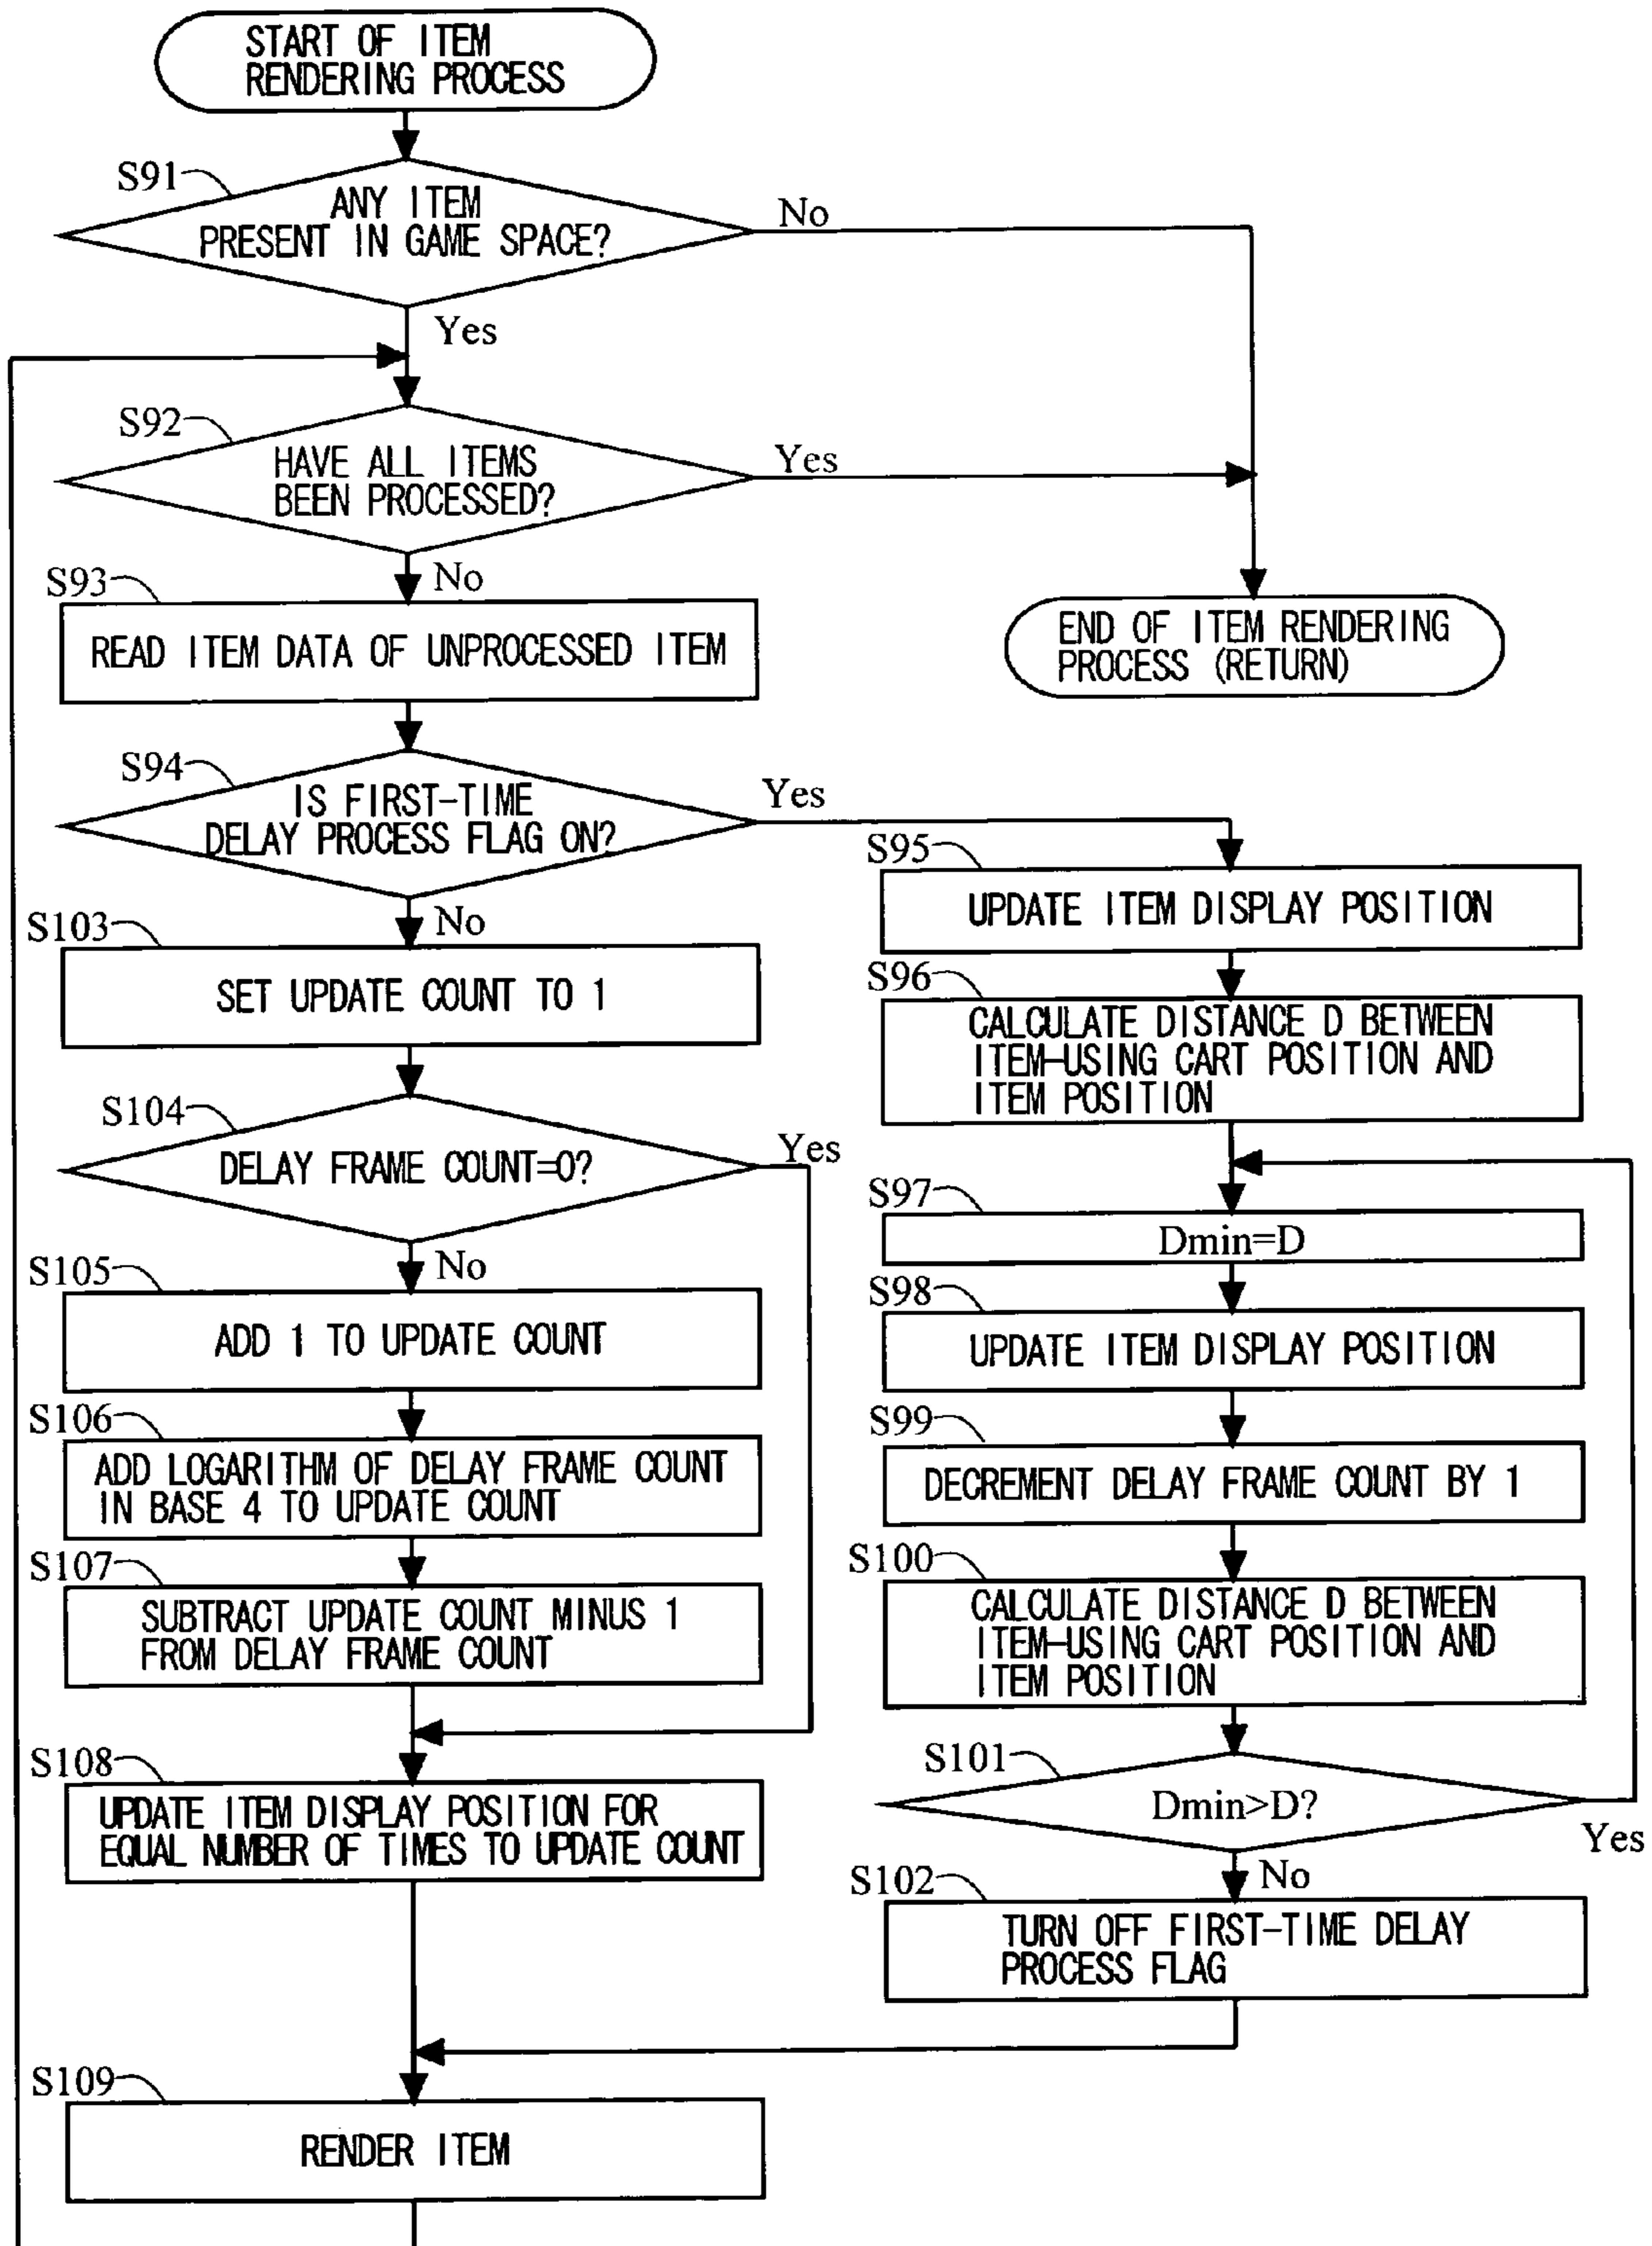 START OF ITEM
RENDERING PROCESS
S91
ANY ITEM
PRESENT IN GAME SPACE?
No
Yes
S92
HAVE ALL ITEMS
BEEN PROCESSED?
Yes
No
S93
READ ITEM DATA OF UNPROCESSED ITEM
END OF ITEM RENDERING
PROCESS (RETURN)
S94
IS FIRST-TIME
DELAY PROCESS FLAG ON?
Yes
No
S103
SET UPDATE COUNT TO 1
S104
DELAY FRAME COUNT=0?
Yes
No
S105
ADD 1 TO UPDATE COUNT
S106
ADD LOGARITHM OF DELAY FRAME COUNT
IN BASE 4 TO UPDATE COUNT
S107
SUBTRACT UPDATE COUNT MINUS 1
FROM DELAY FRAME COUNT
S108
UPDATE ITEM DISPLAY POSITION FOR
EQUAL NUMBER OF TIMES TO UPDATE COUNT
S95
UPDATE ITEM DISPLAY POSITION
S96
CALCULATE DISTANCE D BETWEEN
ITEM-USING CART POSITION AND
ITEM POSITION
S97
Dmin=D
S98
UPDATE ITEM DISPLAY POSITION
S99
DECREMENT DELAY FRAME COUNT BY 1
S100
CALCULATE DISTANCE D BETWEEN
ITEM-USING CART POSITION AND
ITEM POSITION
S101
Dmin>D?
Yes
No
S102
TURN OFF FIRST-TIME DELAY
PROCESS FLAG
S109
RENDER ITEM